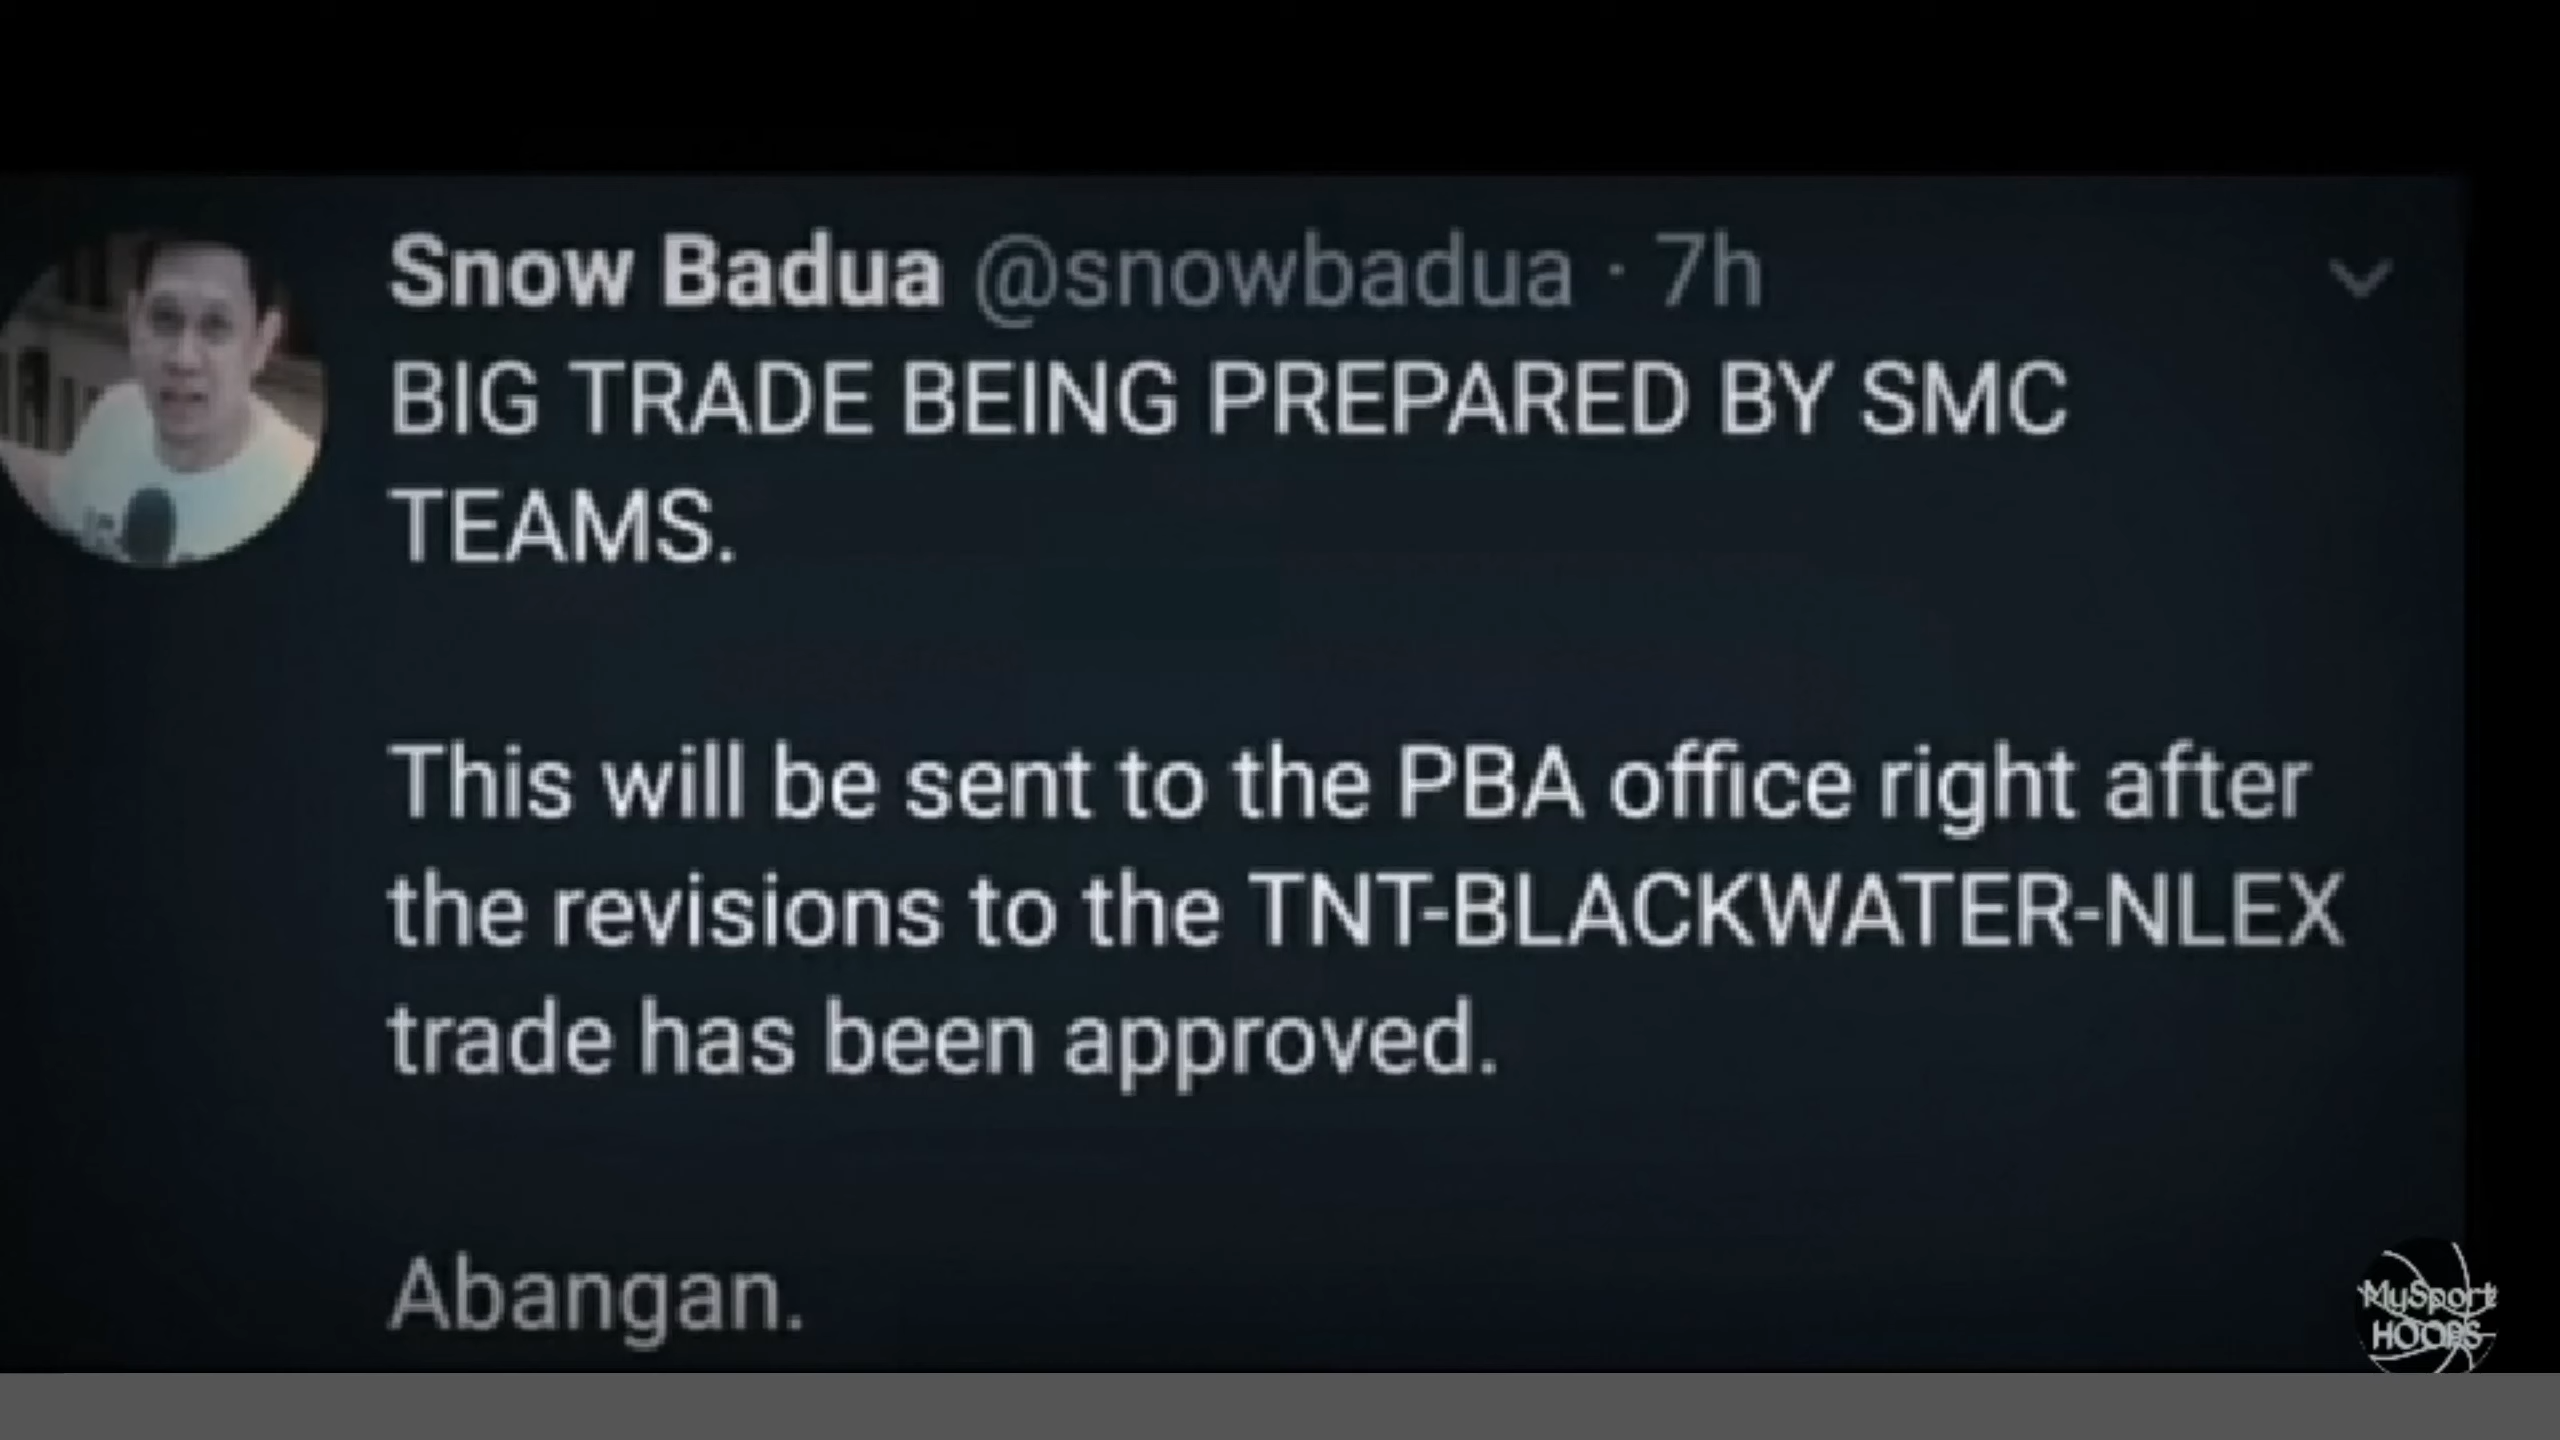 Snow Badua @snowbadua · 7h
BIG TRADE BEING PREPARED BY SMC
TEAMS.
This will be sent to the PBA office right after
the revisions to the TNT-BLACKWATER-NLEX
trade has been approved.
Abangan.
MySport
HOOPS